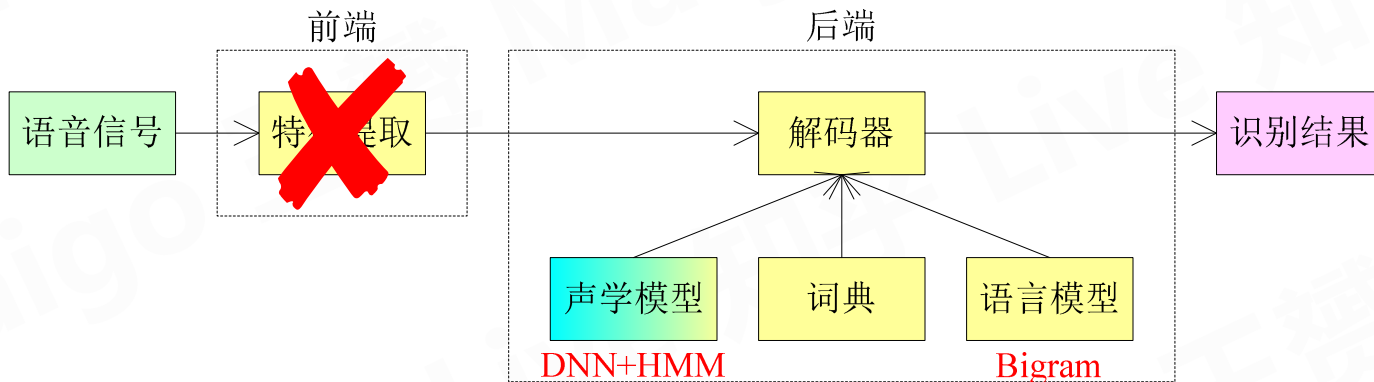 前端
后端
语音信号
特 提取
解码器
识别结果
声学模型
词典
语言模型
DNN+HMM
Bigram